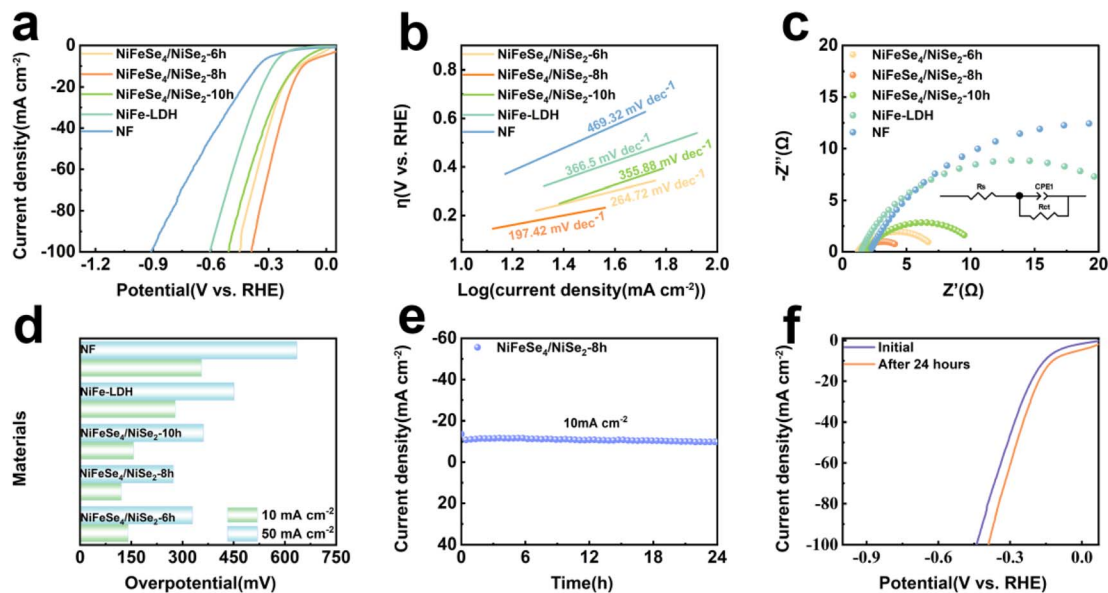 a
0
-20
-40
-60
-80
-100
Current density(mA cm⁻²)
-1.2
-0.9
-0.6
-0.3
0.0
Potential(V vs. RHE)
NiFeSe₄/NiSe₂-6h
NiFeSe₄/NiSe₂-8h
NiFeSe₄/NiSe₂-10h
NiFe-LDH
NF
b
0.8
0.6
0.4
0.2
η(V vs. RHE)
1.0
1.2
1.4
1.6
1.8
2.0
Log(current density(mA cm⁻²))
NiFeSe₄/NiSe₂-6h
NiFeSe₄/NiSe₂-8h
NiFeSe₄/NiSe₂-10h
NiFe-LDH
NF
469.32 mV dec⁻¹
366.5 mV dec⁻¹
355.88 mV dec⁻¹
264.72 mV dec⁻¹
197.42 mV dec⁻¹
c
20
15
10
5
0
-Z''(Ω)
0
5
10
15
20
Z'(Ω)
NiFeSe₄/NiSe₂-6h
NiFeSe₄/NiSe₂-8h
NiFeSe₄/NiSe₂-10h
NiFe-LDH
NF
Rs
CPE1
Rct
d
Materials
NF
NiFe-LDH
NiFeSe₄/NiSe₂-10h
NiFeSe₄/NiSe₂-8h
NiFeSe₄/NiSe₂-6h
10 mA cm⁻²
50 mA cm⁻²
0
150
300
450
600
750
Overpotential(mV)
e
-60
-40
-20
0
20
40
Current density(mA cm⁻²)
NiFeSe₄/NiSe₂-8h
10mA cm⁻²
0
6
12
18
24
Time(h)
f
0
-20
-40
-60
-80
-100
Current density(mA cm⁻²)
Initial
After 24 hours
-0.9
-0.6
-0.3
0.0
Potential(V vs. RHE)